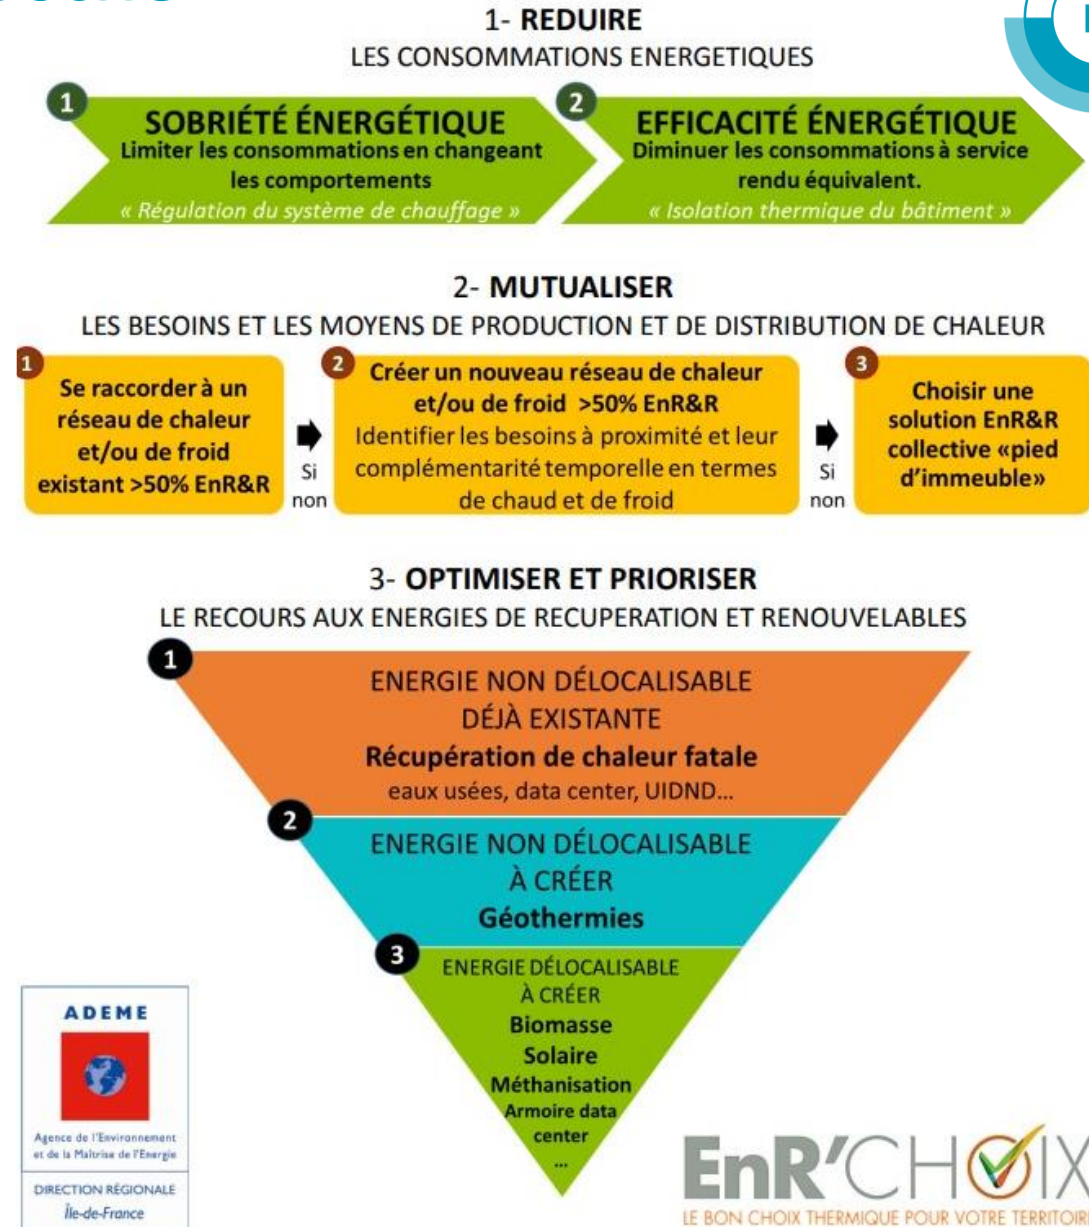 1- REDUIRE
LES CONSOMMATIONS ENERGETIQUES
1
SOBRIÉTÉ ÉNERGÉTIQUE
Limiter les consommations en changeant
les comportements
« Régulation du système de chauffage »
2
EFFICACITÉ ÉNERGÉTIQUE
Diminuer les consommations à service
rendu équivalent.
« Isolation thermique du bâtiment »
2- MUTUALISER
LES BESOINS ET LES MOYENS DE PRODUCTION ET DE DISTRIBUTION DE CHALEUR
1
Se raccorder à un
réseau de chaleur
et/ou de froid
existant >50% EnR&R
Si
non
2
Créer un nouveau réseau de chaleur
et/ou de froid >50% EnR&R
Identifier les besoins à proximité et leur
complémentarité temporelle en termes
de chaud et de froid
Si
non
3
Choisir une
solution EnR&R
collective «pied
d'immeuble»
3- OPTIMISER ET PRIORISER
LE RECOURS AUX ENERGIES DE RECUPERATION ET RENOUVELABLES
1
ENERGIE NON DÉLOCALISABLE
DÉJÀ EXISTANTE
Récupération de chaleur fatale
eaux usées, data center, UIDND...
2
ENERGIE NON DÉLOCALISABLE
À CRÉER
Géothermies
3
ENERGIE DÉLOCALISABLE
À CRÉER
Biomasse
Solaire
Méthanisation
Armoire data
center
...
ADEME
Agence de l'Environnement
et de la Maîtrise de l'Energie
DIRECTION RÉGIONALE
Île-de-France
EnR'CHOIX
LE BON CHOIX THERMIQUE POUR VOTRE TERRITOIRE